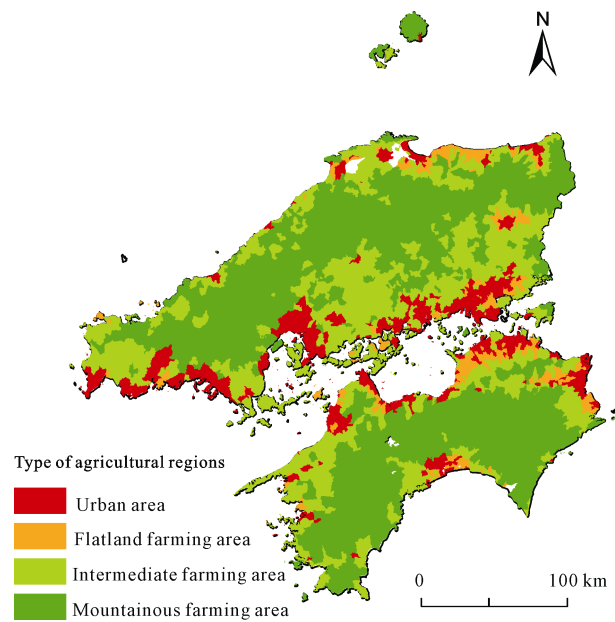 N
Type of agricultural regions
Urban area
Flatland farming area
Intermediate farming area
Mountainous farming area
0 100 km